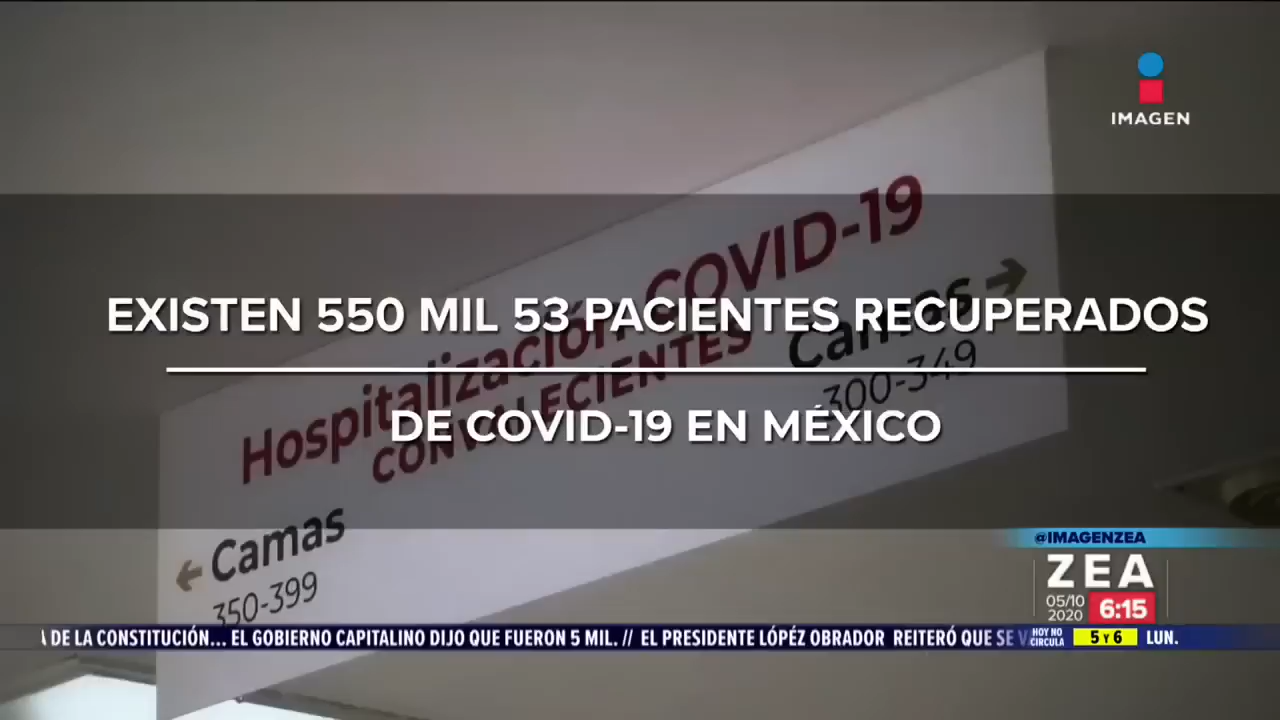 IMAGEN
EXISTEN 550 MIL 53 PACIENTES RECUPERADOS
DE COVID-19 EN MÉXICO
Hospitalización COVID-19
CONVALECIENTES
Camas
300-349
Camas
350-399
@IMAGENZEA
ZEA
05/10
2020
6:15
DE LA CONSTITUCIÓN... EL GOBIERNO CAPITALINO DIJO QUE FUERON 5 MIL. // EL PRESIDENTE LÓPÉZ OBRADOR REITERÓ QUE SE
HOY NO
CIRCULA
5 Y 6
LUN.